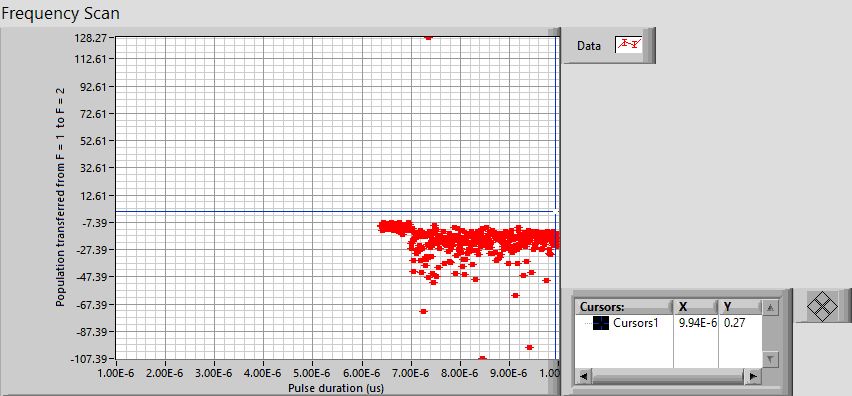 Frequency Scan
Population transferred from F = 1 to F = 2
128.27
112.61
92.61
72.61
52.61
32.61
12.61
-7.39
-27.39
-47.39
-67.39
-87.39
-107.39
1.00E-6 2.00E-6 3.00E-6 4.00E-6 5.00E-6 6.00E-6 7.00E-6 8.00E-6 9.00E-6 1.00
Pulse duration (us)
Data
Cursors: X Y
Cursors1 9.94E-6 0.27